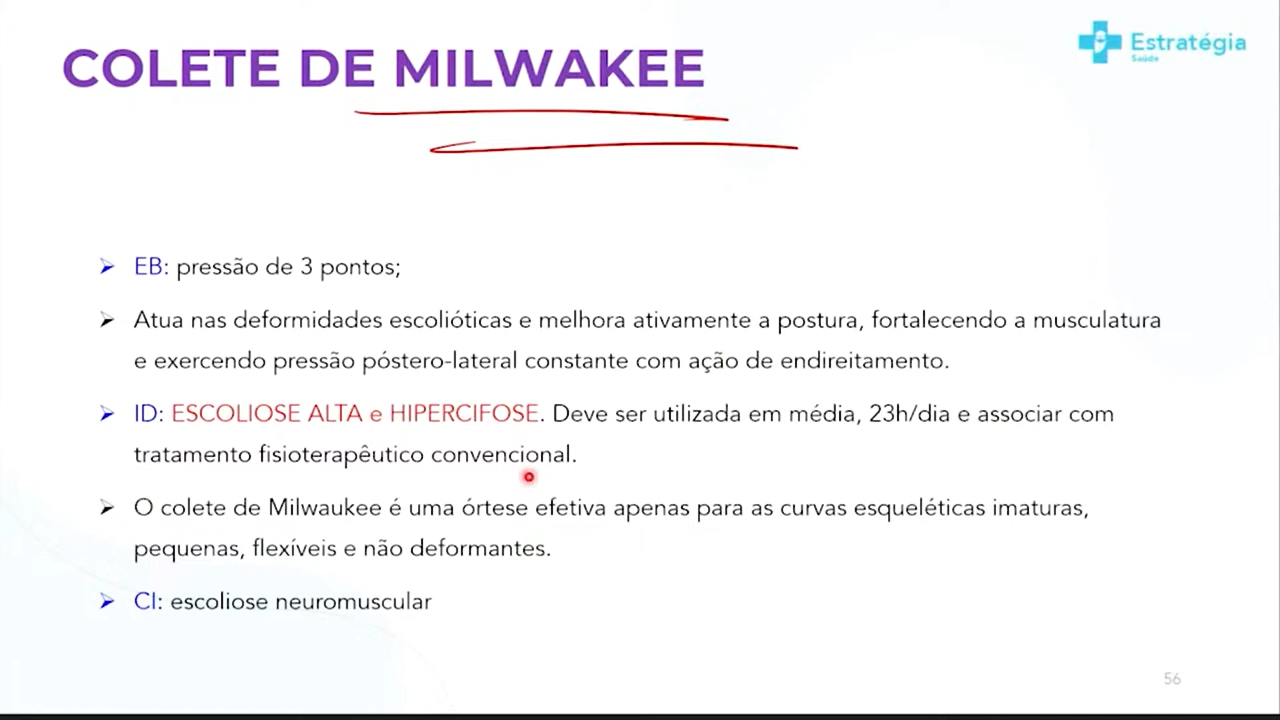 COLETE DE MILWAKEE
Estratégia
Saúde
EB: pressão de 3 pontos;
Atua nas deformidades escolióticas e melhora ativamente a postura, fortalecendo a musculatura
e exercendo pressão póstero-lateral constante com ação de endireitamento.
ID: ESCOLIOSE ALTA e HIPERCIFOSE. Deve ser utilizada em média, 23h/dia e associar com
tratamento fisioterapêutico convencional.
O colete de Milwaukee é uma órtese efetiva apenas para as curvas esqueléticas imaturas,
pequenas, flexíveis e não deformantes.
CI: escoliose neuromuscular
56